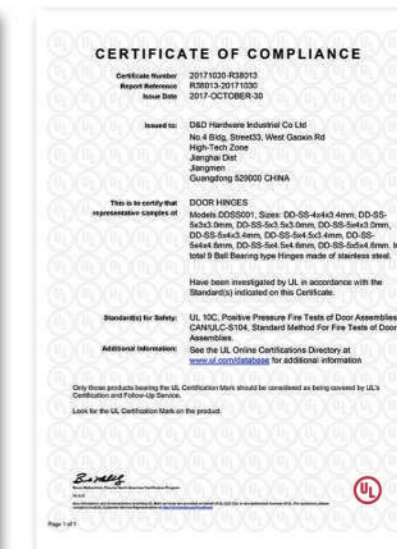 CERTIFICATE OF COMPLIANCE
Certificate Number 20171030-R38013
Report Reference R38013-20171030
Issue Date 2017-OCTOBER-30
Issued to: D&D Hardware Industrial Co Ltd
No.4 Bldg, Street33, West Gaoxin Rd
High-Tech Zone
Jianghai Dist
Jiangmen
Guangdong 529000 CHINA
This is to certify that DOOR HINGES
representative samples of Models DDSS001, Sizes: DD-SS-4x4x3.4mm, DD-SS-
5x3x3.0mm, DD-SS-5x3.5x3.0mm, DD-SS-5x4x3.0mm,
DD-SS-5x4x3.4mm, DD-SS-5x4.5x3.4mm, DD-SS-
5x4x4.6mm, DD-SS-5x4.5x4.6mm, DD-SS-5x5x4.6mm. In
total 9 Ball Bearing type Hinges made of stainless steel.
Have been investigated by UL in accordance with the
Standard(s) indicated on this Certificate.
Standard(s) for Safety: UL 10C, Positive Pressure Fire Tests of Door Assemblies
CAN/ULC-S104, Standard Method For Fire Tests of Door
Assemblies.
Additional Information: See the UL Online Certifications Directory at
www.ul.com/database for additional information
Only those products bearing the UL Certification Mark should be considered as being covered by UL's
Certification and Follow-Up Service.
Look for the UL Certification Mark on the product.
UL
Page 1 of 1